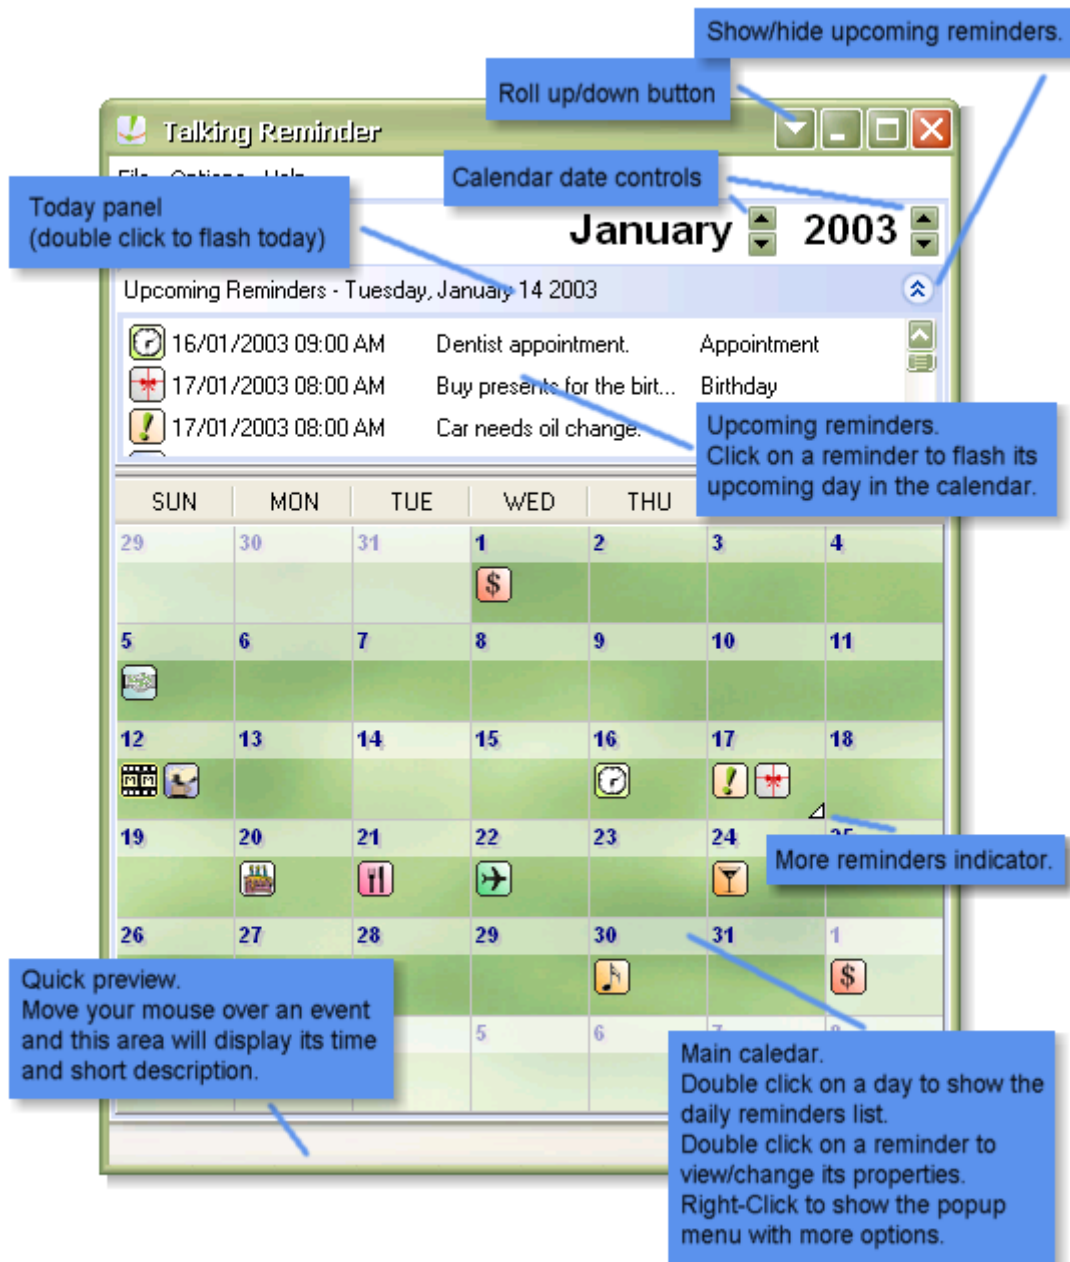 Show/hide upcoming reminders.
Roll up/down button
Talking Reminder
File Options Help
Calendar date controls
Today panel
(double click to flash today)
January 2003
Upcoming Reminders - Tuesday, January 14 2003
16/01/2003 09:00 AM Dentist appointment. Appointment
17/01/2003 08:00 AM Buy presents for the birt... Birthday
17/01/2003 08:00 AM Car needs oil change.
Upcoming reminders.
Click on a reminder to flash its
upcoming day in the calendar.
SUN MON TUE WED THU
29 30 31 1 2 3 4
$
5 6 7 8 9 10 11
12 13 14 15 16 17 18
19 20 21 22 23 24 25
More reminders indicator.
26 27 28 29 30 31 1
$
Quick preview.
Move your mouse over an event
and this area will display its time
and short description.
5 6 7 8
Main caledar.
Double click on a day to show the
daily reminders list.
Double click on a reminder to
view/change its properties.
Right-Click to show the popup
menu with more options.